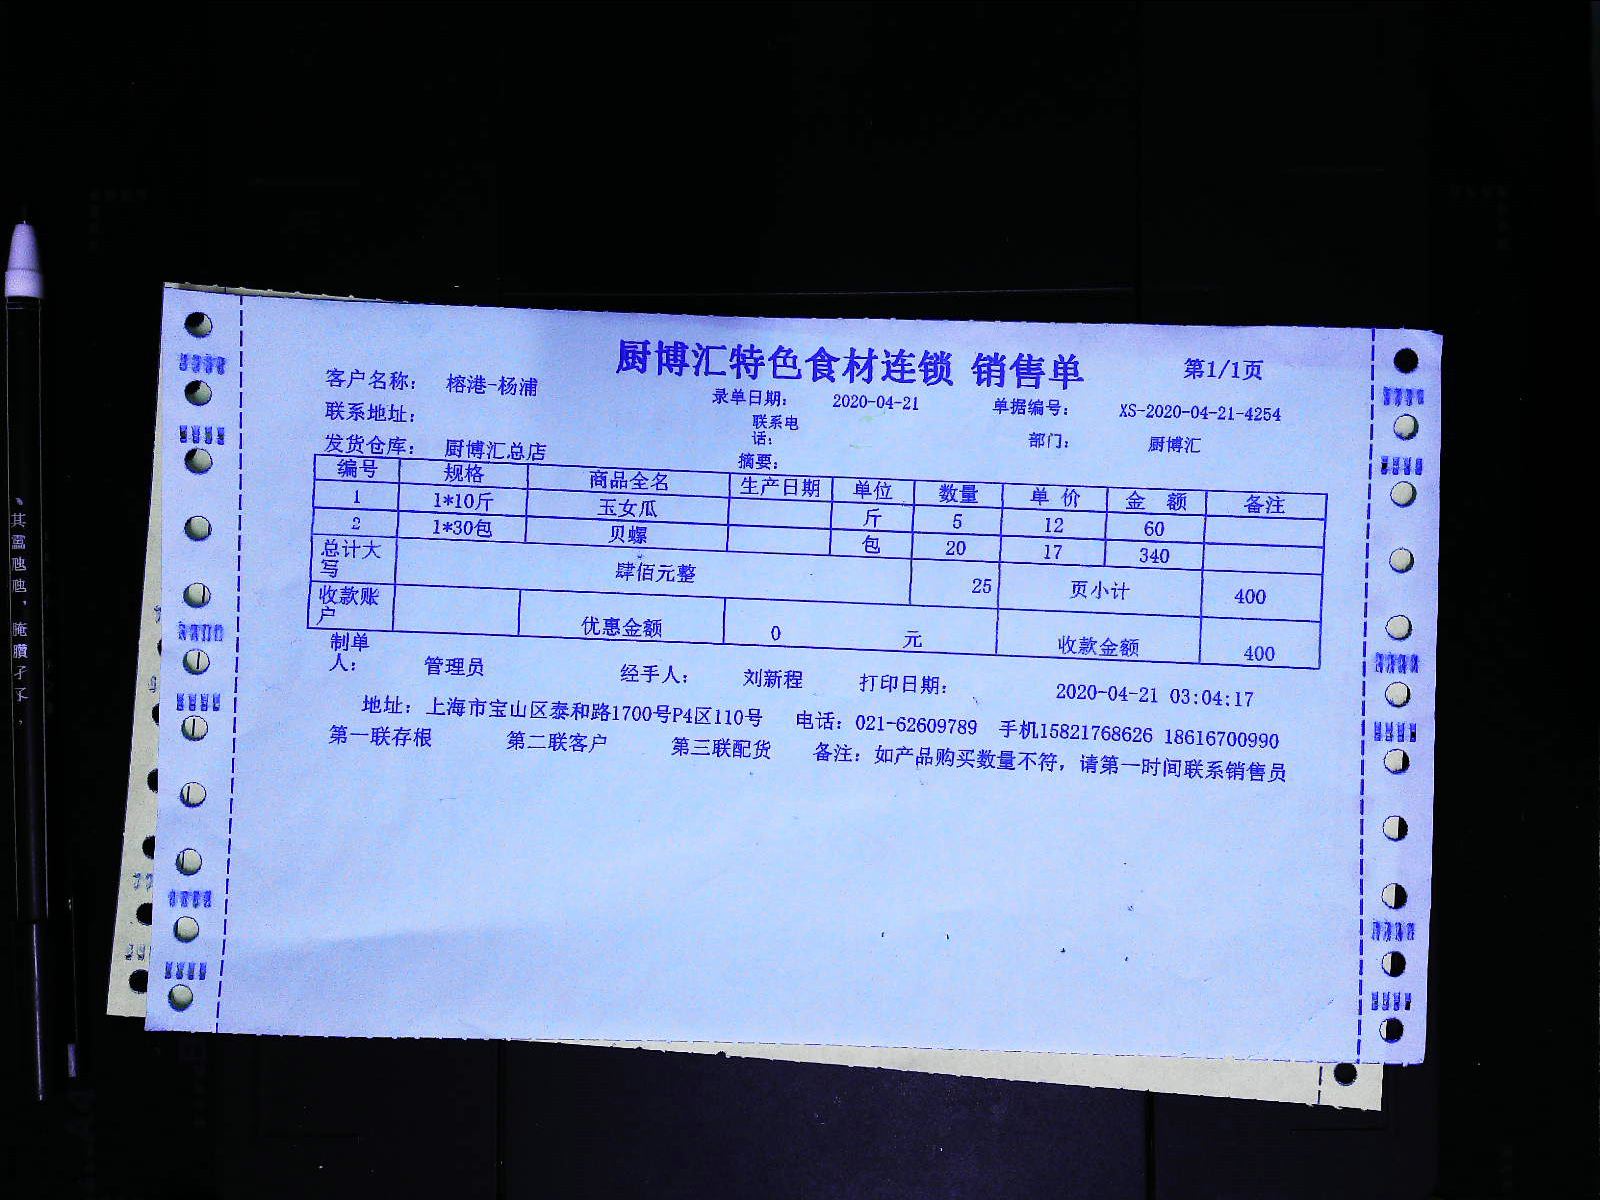 厨博汇特色食材连锁 销售单 第1/1页
客户名称： 榕港-杨浦 录单日期： 2020-04-21 单据编号： XS-2020-04-21-4254
联系地址： 联系电话： 部门： 厨博汇
发货仓库： 厨博汇总店 摘要：
编号 规格 商品全名 生产日期 单位 数量 单 价 金 额 备注
1 1*10斤 玉女瓜 斤 5 12 60
2 1*30包 贝螺 包 20 17 340
总计大写 肆佰元整 25 页小计 400
收款账户 优惠金额 0 元 收款金额 400
制单人： 管理员 经手人： 刘新程 打印日期： 2020-04-21 03:04:17
地址：上海市宝山区泰和路1700号P4区110号 电话：021-62609789 手机15821768626 18616700990
第一联存根 第二联客户 第三联配货 备注：如产品购买数量不符，请第一时间联系销售员